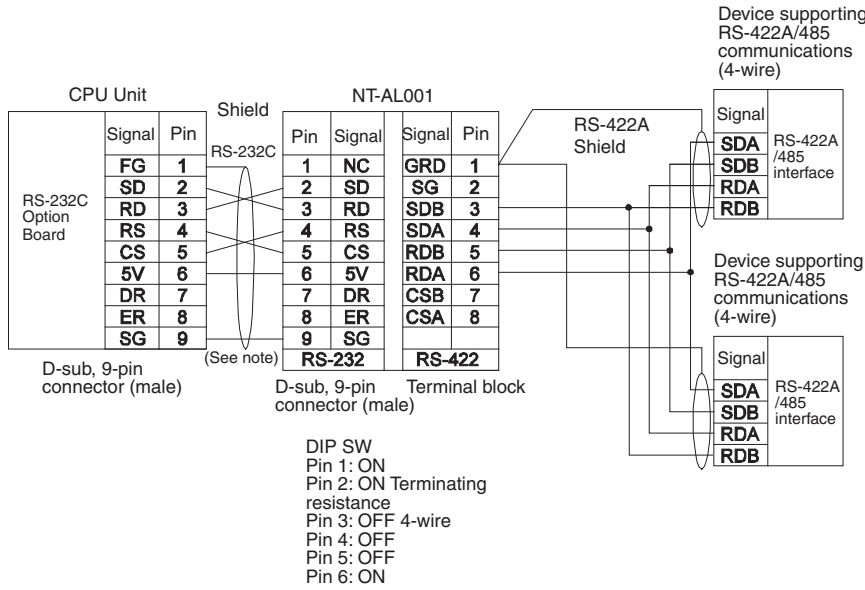 Device supporting
RS-422A/485
communications
(4-wire)
CPU Unit
Shield
NT-AL001
RS-422A
Shield
RS-232C
Signal Pin
Pin Signal
Signal Pin
FG 1
1 NC
GRD 1
SD 2
2 SD
SG 2
RD 3
3 RD
SDB 3
RS 4
4 RS
SDA 4
CS 5
5 CS
RDB 5
5V 6
6 5V
RDA 6
DR 7
7 DR
CSB 7
ER 8
8 ER
CSA 8
SG 9
9 SG
RS-232C
Option
Board
(See note)
RS-232
RS-422
D-sub, 9-pin
connector (male)
D-sub, 9-pin
connector (male)
Terminal block
Signal
SDA
SDB
RDA
RDB
RS-422A
/485
interface
Device supporting
RS-422A/485
communications
(4-wire)
Signal
SDA
SDB
RDA
RDB
RS-422A
/485
interface
DIP SW
Pin 1: ON
Pin 2: ON Terminating
resistance
Pin 3: OFF 4-wire
Pin 4: OFF
Pin 5: OFF
Pin 6: ON